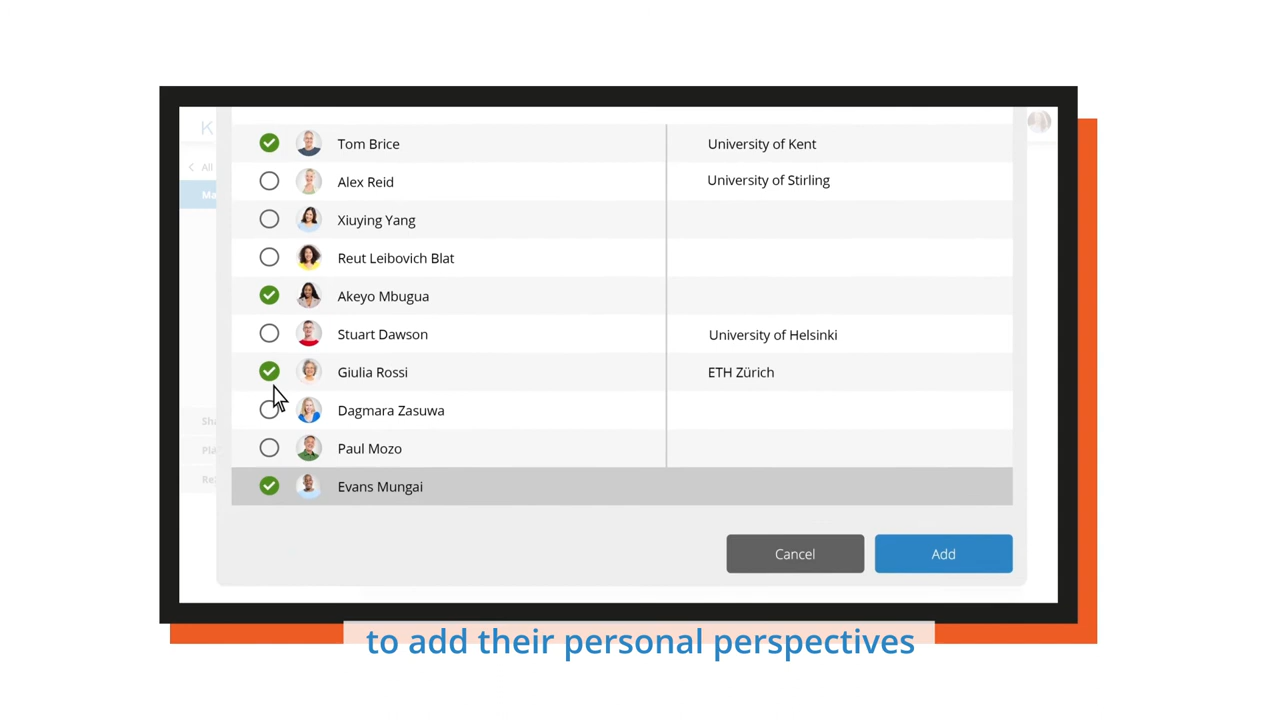 K
All
Ma
Tom Brice University of Kent
Alex Reid University of Stirling
Xiuying Yang
Reut Leibovich Blat
Akeyo Mbugua
Stuart Dawson University of Helsinki
Giulia Rossi ETH Zürich
Dagmara Zasuwa
Paul Mozo
Evans Mungai
Cancel Add
to add their personal perspectives